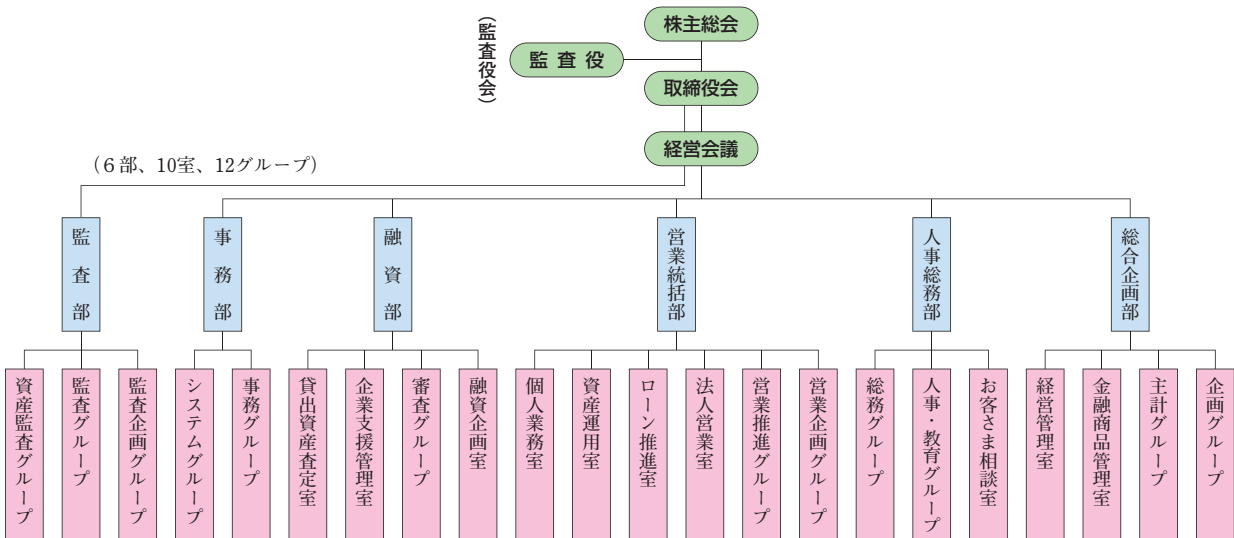 株主総会
(監査役会)
監査役
取締役会
経営会議
(6部、10室、12グループ)
監査部
事務部
融資部
営業統括部
人事総務部
総合企画部
資産監査グループ
監査グループ
監査企画グループ
システムグループ
事務グループ
貸出資産査定室
企業支援管理室
審査グループ
融資企画室
個人業務室
資産運用室
ローン推進室
法人営業室
営業推進グループ
営業企画グループ
総務グループ
人事・教育グループ
お客さま相談室
経営管理室
金融商品管理室
主計グループ
企画グループ